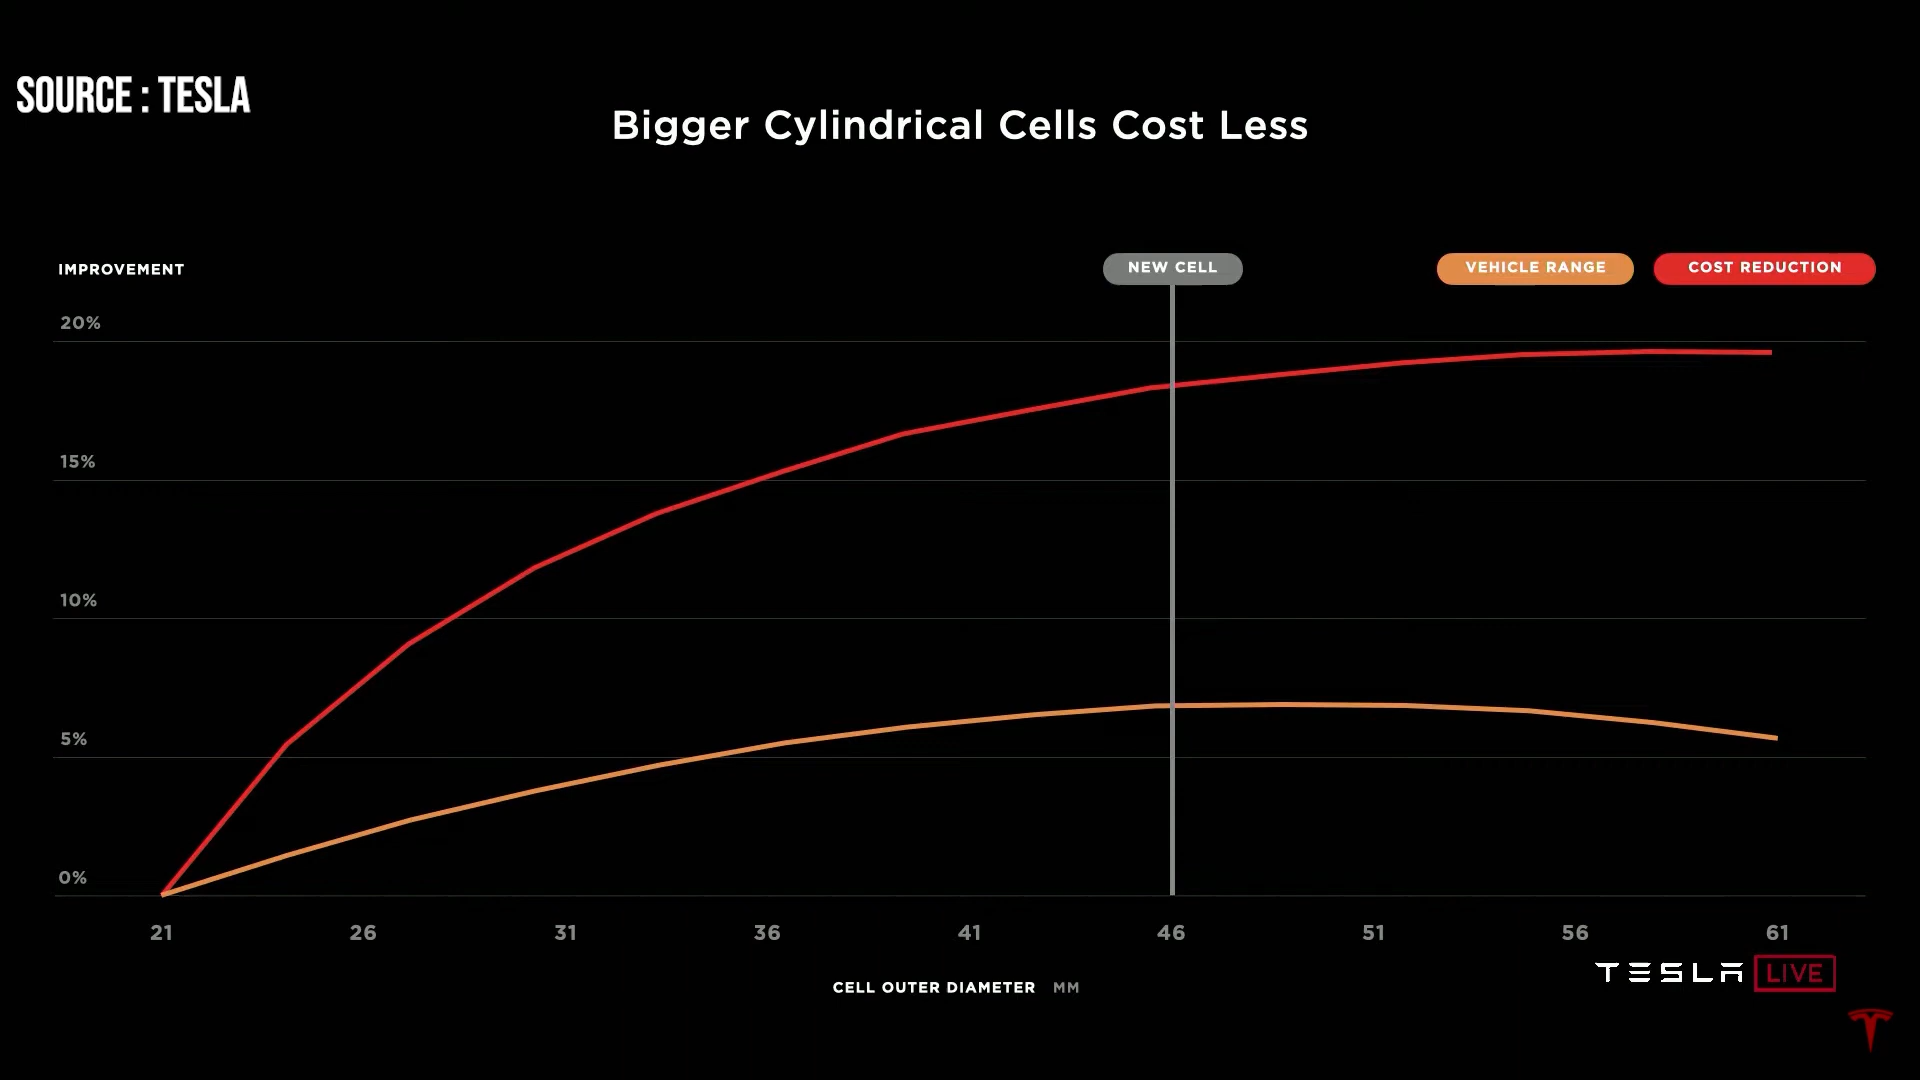 SOURCE : TESLA
Bigger Cylindrical Cells Cost Less
IMPROVEMENT
NEW CELL
VEHICLE RANGE
COST REDUCTION
20%
15%
10%
5%
0%
21 26 31 36 41 46 51 56 61
CELL OUTER DIAMETER MM
TESLA LIVE